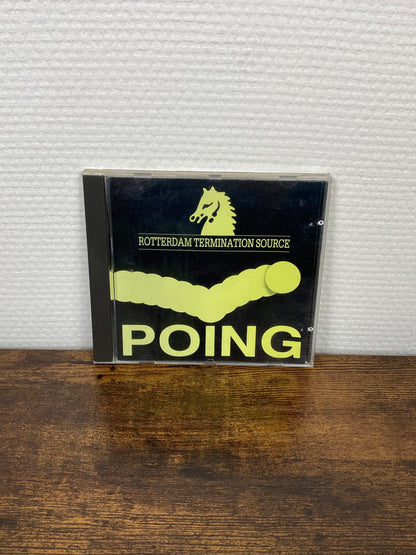 ROTTERDAM TERMINATION SOURCE
POING